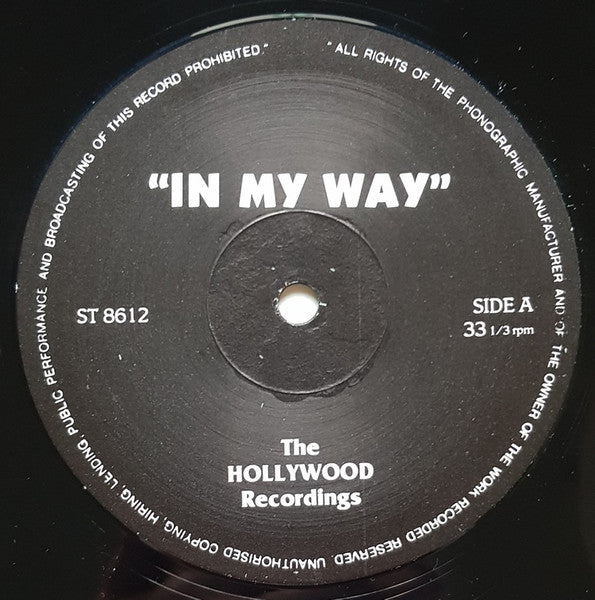 "ALL RIGHTS OF THE PHONOGRAPHIC MANUFACTURER AND OF THE OWNER OF THE WORK RECORDED RESERVED. UNAUTHORISED COPYING, HIRING, LENDING, PUBLIC PERFORMANCE AND BROADCASTING OF THIS RECORD PROHIBITED."
"IN MY WAY"
ST 8612
SIDE A
33 1/3 rpm
The
HOLLYWOOD
Recordings